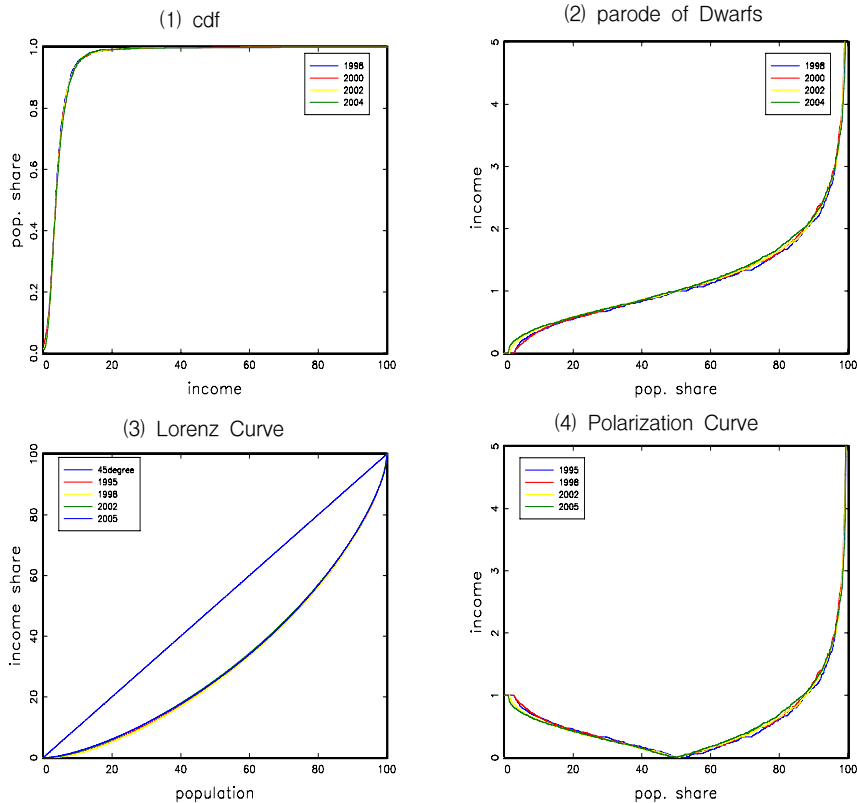 (1) cdf
pop. share
0.0 0.2 0.4 0.6 0.8 1.0
1998
2000
2002
2004
0 20 40 60 80 100
income
(2) parode of Dwarfs
income
0 1 2 3 4 5
1998
2000
2002
2004
0 20 40 60 80 100
pop. share
(3) Lorenz Curve
income share
0 20 40 60 80 100
45degree
1995
1998
2002
2005
0 20 40 60 80 100
population
(4) Polarization Curve
income
0 1 2 3 4 5
1995
1998
2002
2005
0 20 40 60 80 100
pop. share